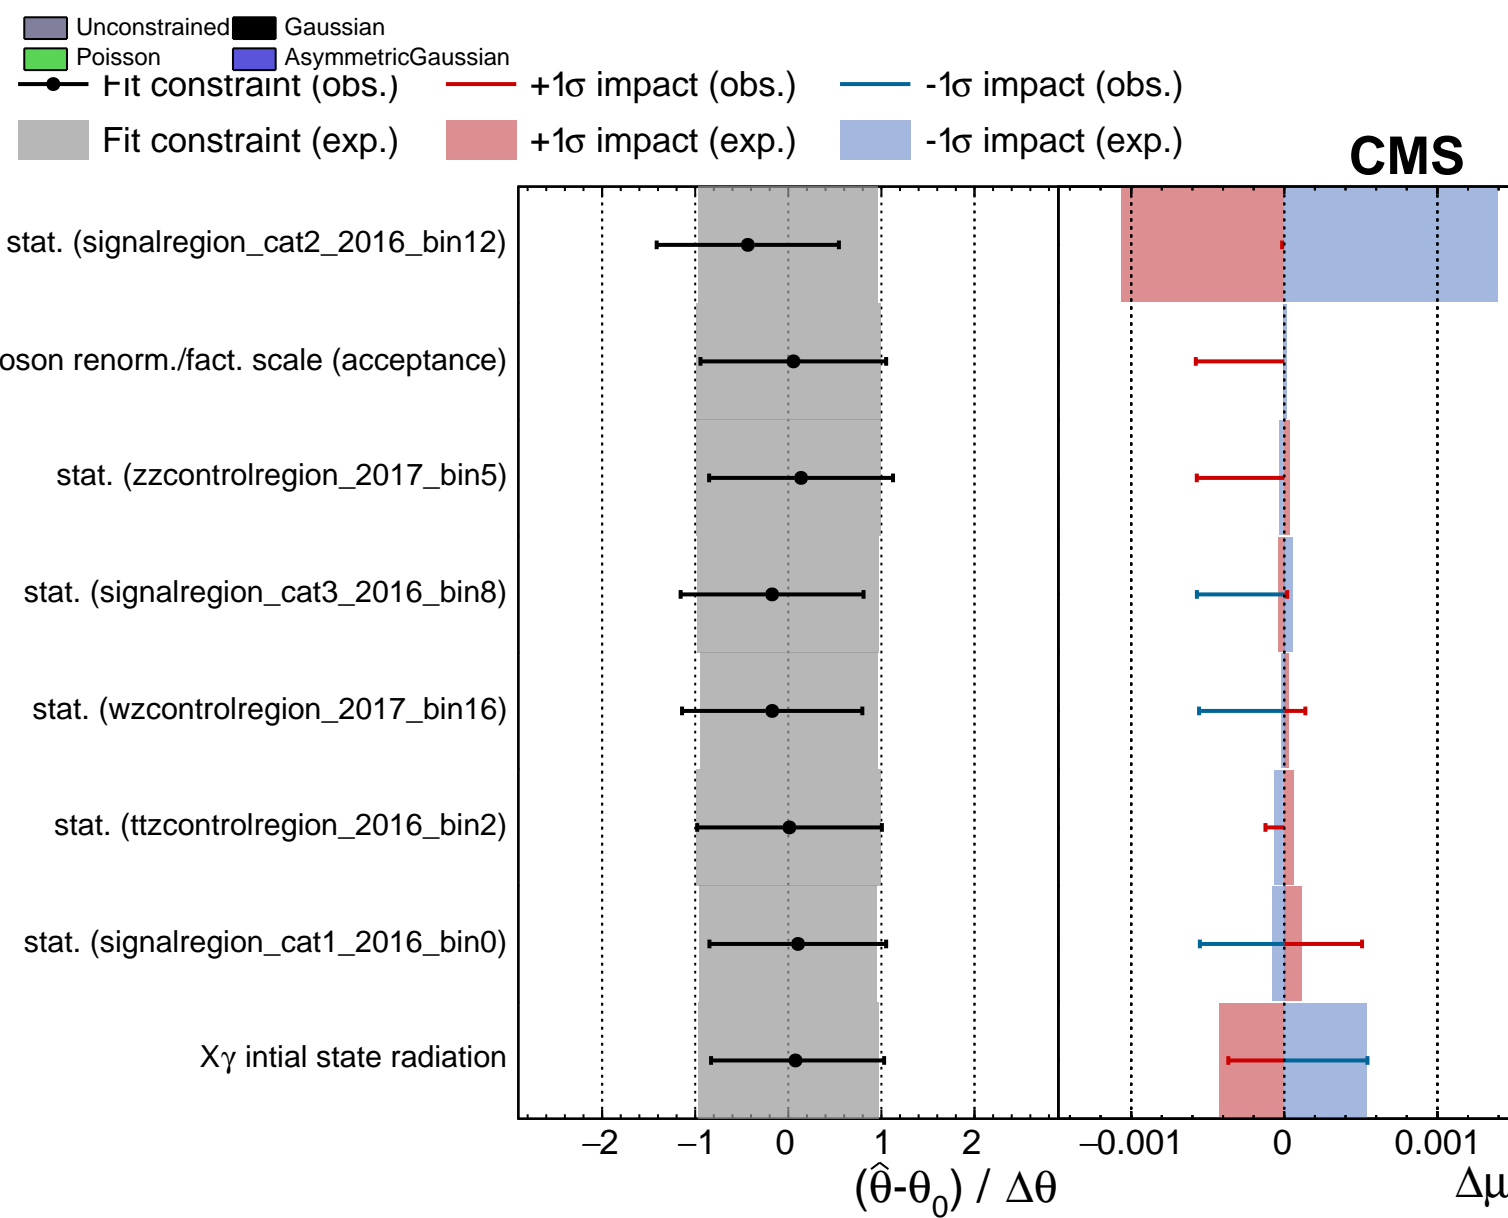 Unconstrained Gaussian
Poisson AsymmetricGaussian
Fit constraint (obs.) +1σ impact (obs.) -1σ impact (obs.)
Fit constraint (exp.) +1σ impact (exp.) -1σ impact (exp.)
CMS
stat. (signalregion_cat2_2016_bin12)
oson renorm./fact. scale (acceptance)
stat. (zzcontrolregion_2017_bin5)
stat. (signalregion_cat3_2016_bin8)
stat. (wzcontrolregion_2017_bin16)
stat. (ttzcontrolregion_2016_bin2)
stat. (signalregion_cat1_2016_bin0)
Xγ intial state radiation
−2 −1 0 1 2 −0.001 0 0.001
(θ̂-θ₀) / Δθ Δμ